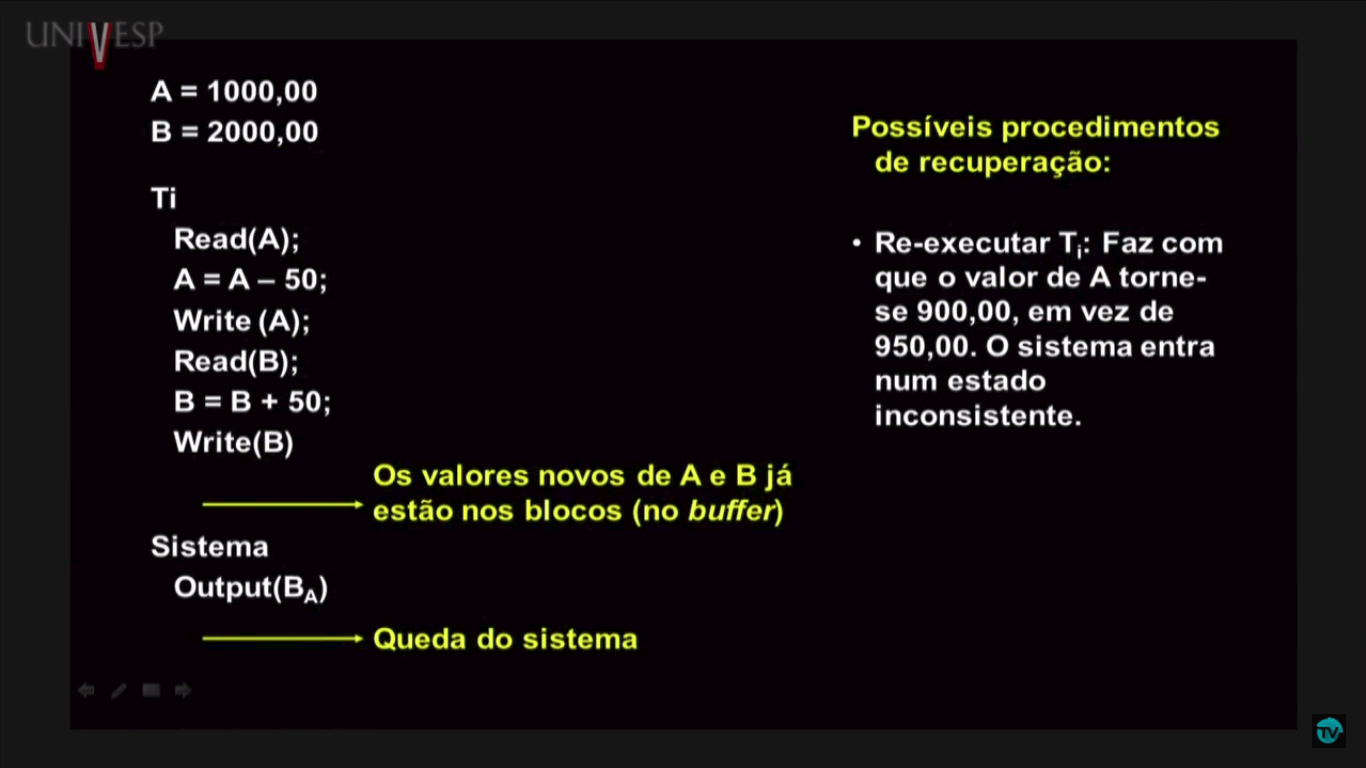 UNIVESP
A = 1000,00
B = 2000,00
Ti
Read(A);
A = A – 50;
Write (A);
Read(B);
B = B + 50;
Write(B)
Os valores novos de A e B já
estão nos blocos (no buffer)
Sistema
Output(BA)
Queda do sistema
Possíveis procedimentos
de recuperação:
• Re-executar Ti: Faz com
que o valor de A torne-
se 900,00, em vez de
950,00. O sistema entra
num estado
inconsistente.
TV